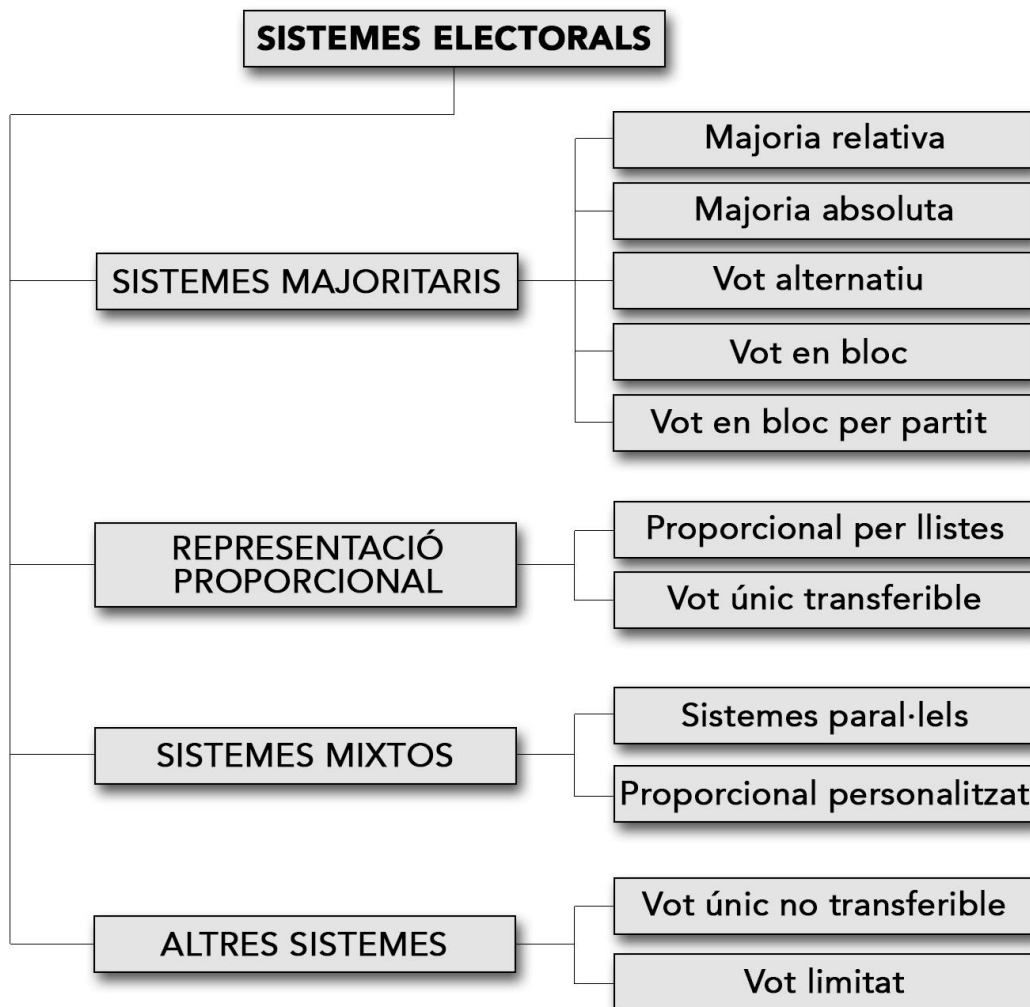 SISTEMES ELECTORALS
SISTEMES MAJORITARIS
Majoria relativa
Majoria absoluta
Vot alternatiu
Vot en bloc
Vot en bloc per partit
REPRESENTACIÓ
PROPORCIONAL
Proporcional per llistes
Vot únic transferible
SISTEMES MIXTOS
Sistemes paral·lels
Proporcional personalitzat
ALTRES SISTEMES
Vot únic no transferible
Vot limitat